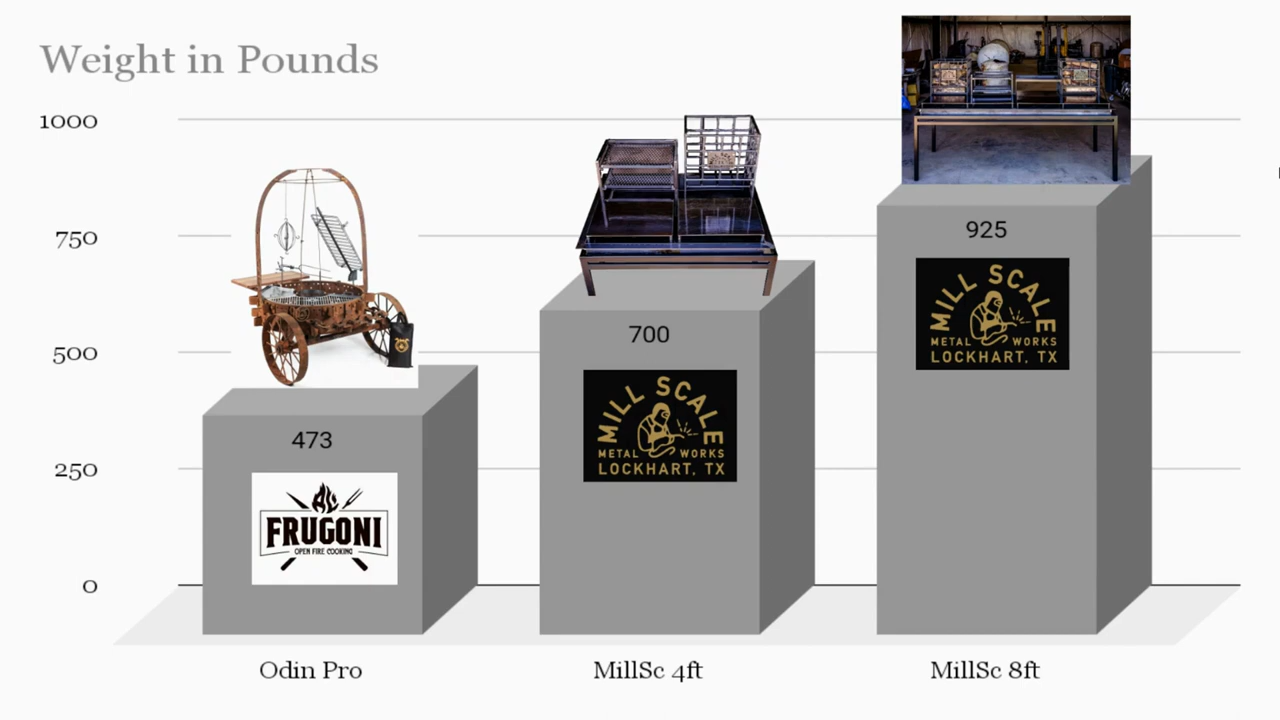 Weight in Pounds
1000
750
500
250
0
473
AL
FRUGONI
OPEN FIRE COOKING
700
MILL SCALE
METAL WORKS
LOCKHART, TX
925
MILL SCALE
METAL WORKS
LOCKHART, TX
Odin Pro
MillSc 4ft
MillSc 8ft